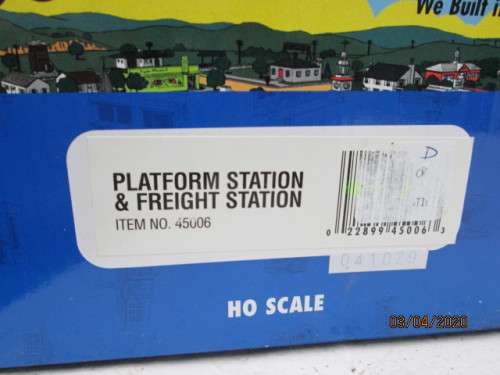 We Built i
PLATFORM STATION
& FREIGHT STATION
ITEM NO. 45006
D
0 22899 45006 3
041029
HO SCALE
03/04/2020